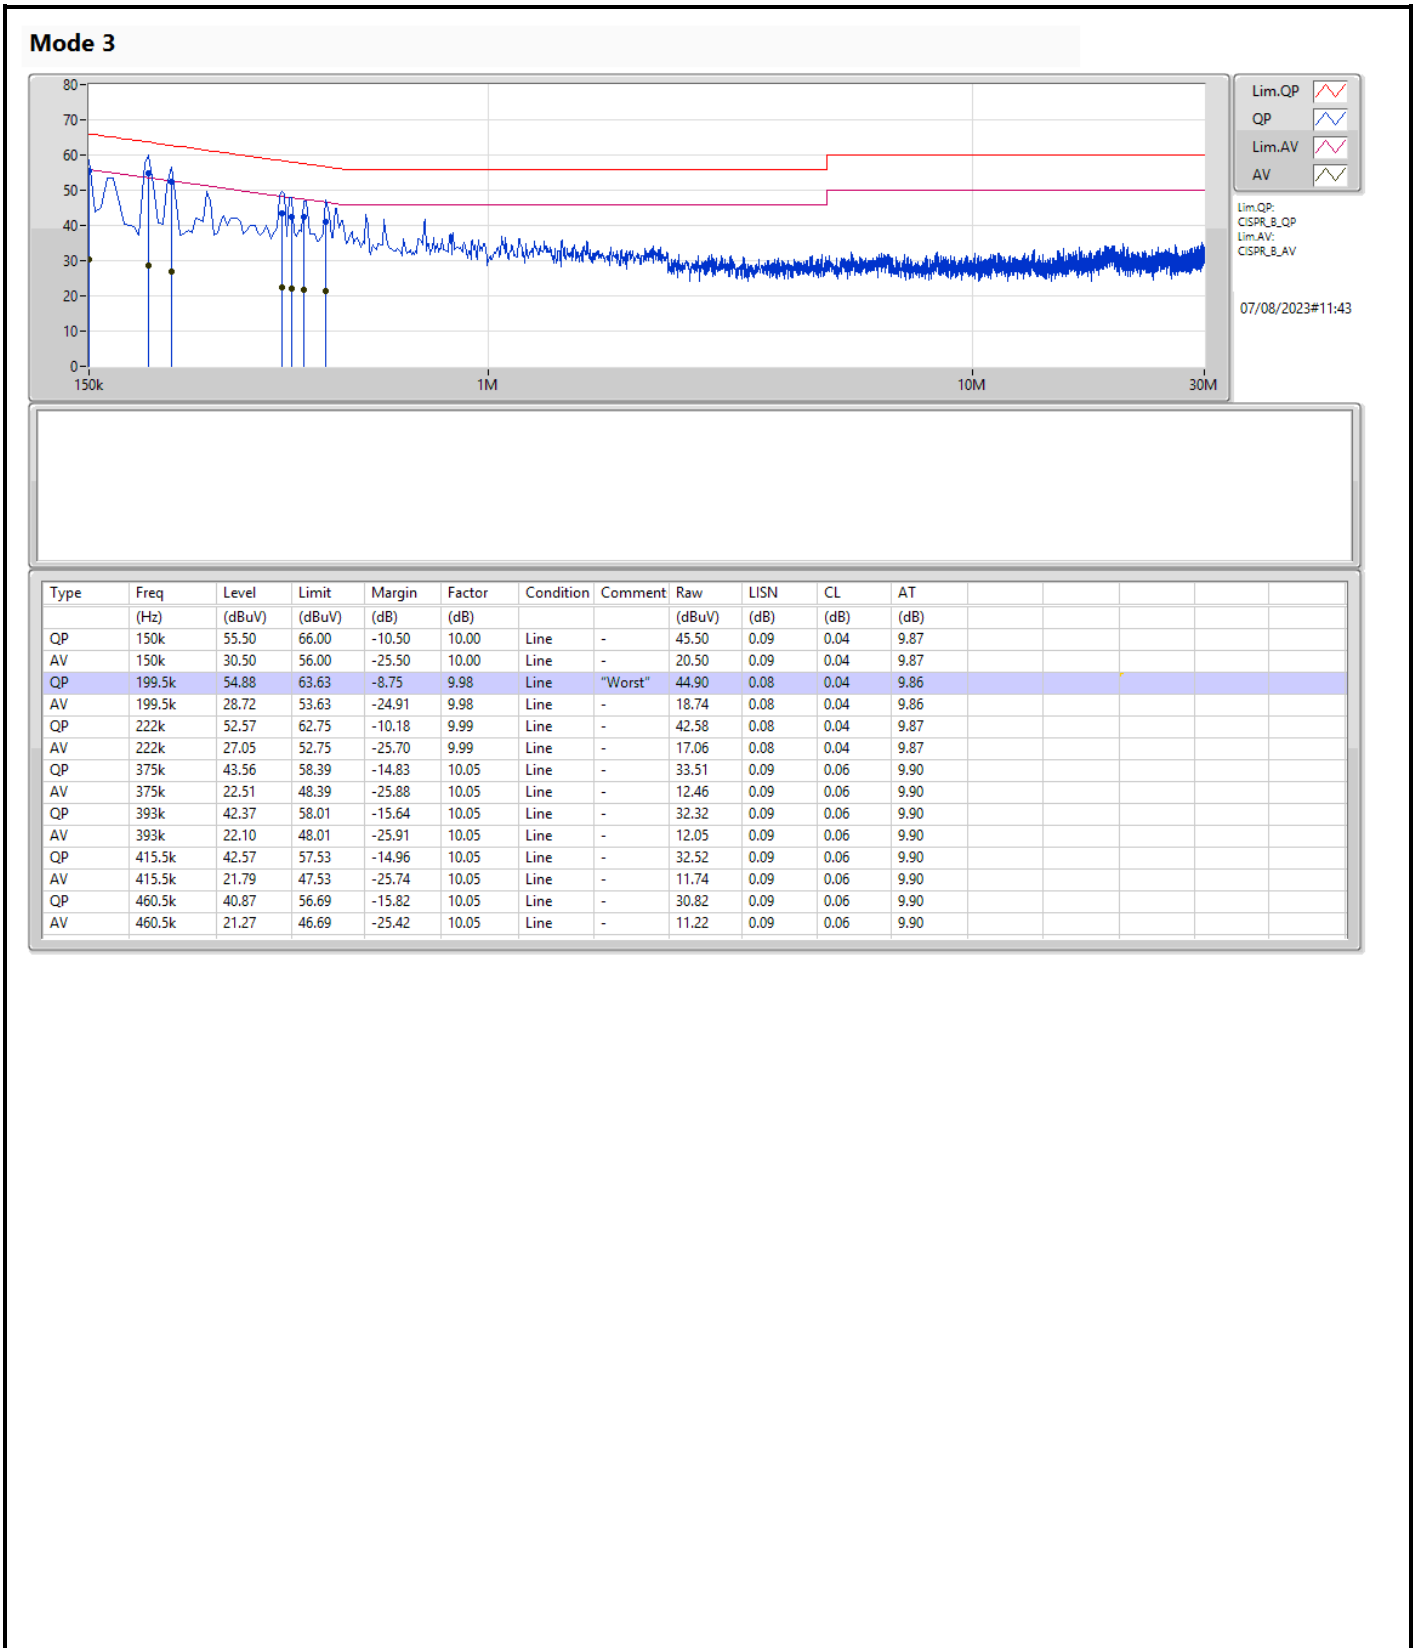 Mode 3
80
70
60
50
40
30
20
10
0
150k 1M 10M 30M
Lim.QP
QP
Lim.AV
AV
Lim.QP:
CISPR_B_QP
Lim.AV:
CISPR_B_AV
07/08/2023#11:43
Type Freq Level Limit Margin Factor Condition Comment Raw LISN CL AT
(Hz) (dBuV) (dBuV) (dB) (dB) (dBuV) (dB) (dB) (dB)
QP 150k 55.50 66.00 -10.50 10.00 Line - 45.50 0.09 0.04 9.87
AV 150k 30.50 56.00 -25.50 10.00 Line - 20.50 0.09 0.04 9.87
QP 199.5k 54.88 63.63 -8.75 9.98 Line "Worst" 44.90 0.08 0.04 9.86
AV 199.5k 28.72 53.63 -24.91 9.98 Line - 18.74 0.08 0.04 9.86
QP 222k 52.57 62.75 -10.18 9.99 Line - 42.58 0.08 0.04 9.87
AV 222k 27.05 52.75 -25.70 9.99 Line - 17.06 0.08 0.04 9.87
QP 375k 43.56 58.39 -14.83 10.05 Line - 33.51 0.09 0.06 9.90
AV 375k 22.51 48.39 -25.88 10.05 Line - 12.46 0.09 0.06 9.90
QP 393k 42.37 58.01 -15.64 10.05 Line - 32.32 0.09 0.06 9.90
AV 393k 22.10 48.01 -25.91 10.05 Line - 12.05 0.09 0.06 9.90
QP 415.5k 42.57 57.53 -14.96 10.05 Line - 32.52 0.09 0.06 9.90
AV 415.5k 21.79 47.53 -25.74 10.05 Line - 11.74 0.09 0.06 9.90
QP 460.5k 40.87 56.69 -15.82 10.05 Line - 30.82 0.09 0.06 9.90
AV 460.5k 21.27 46.69 -25.42 10.05 Line - 11.22 0.09 0.06 9.90